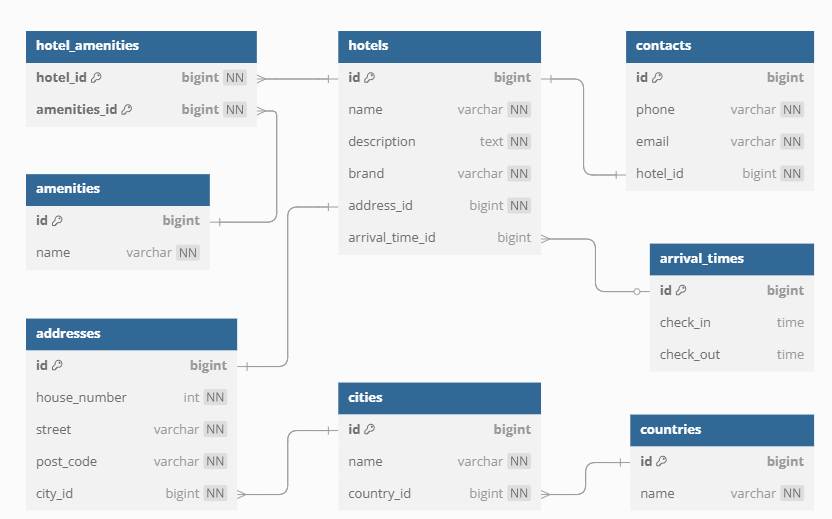 hotel_amenities
hotel_id bigint NN
amenities_id bigint NN
hotels
id bigint
name varchar NN
description text NN
brand varchar NN
address_id bigint NN
arrival_time_id bigint
contacts
id bigint
phone varchar NN
email varchar NN
hotel_id bigint NN
amenities
id bigint
name varchar NN
arrival_times
id bigint
check_in time
check_out time
addresses
id bigint
house_number int NN
street varchar NN
post_code varchar NN
city_id bigint NN
cities
id bigint
name varchar NN
country_id bigint NN
countries
id bigint
name varchar NN